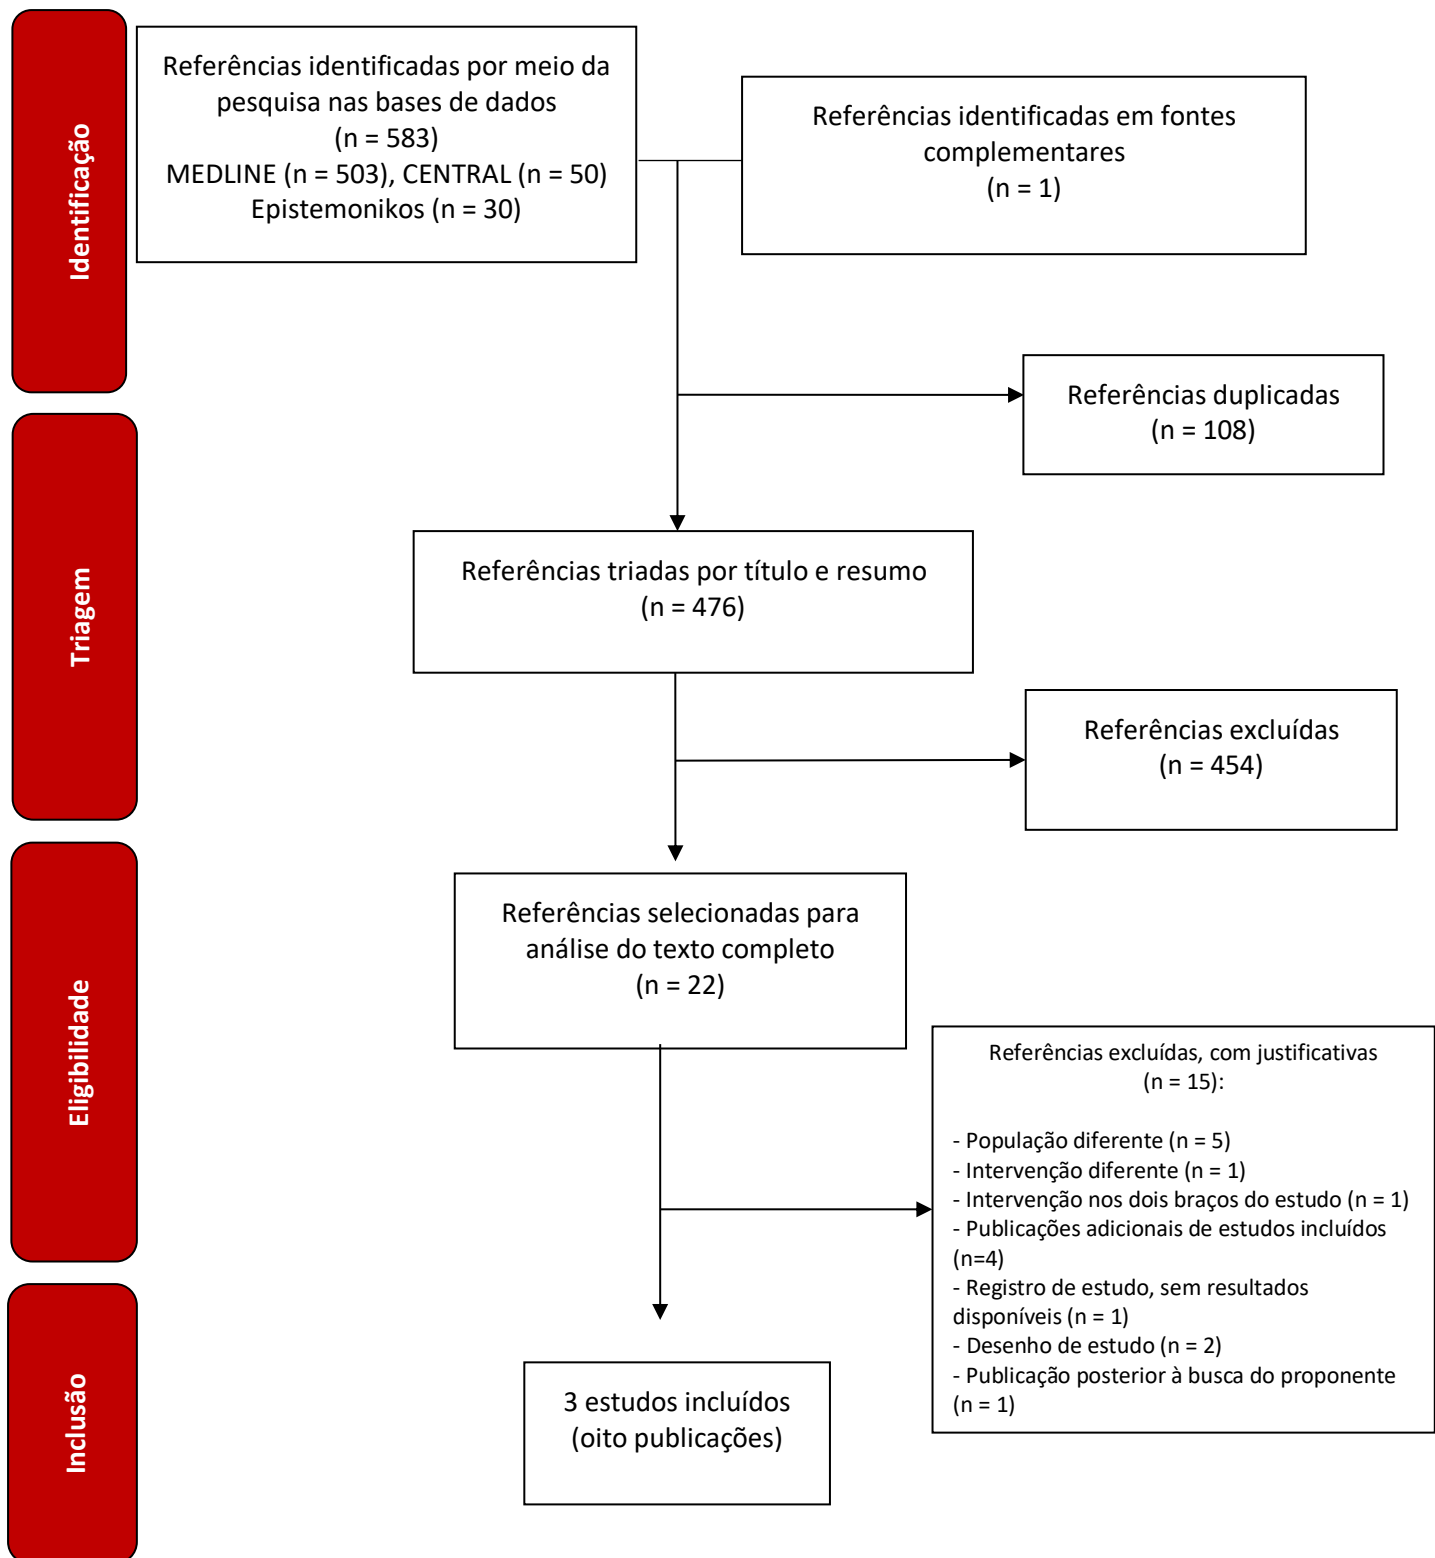 Identificação
Referências identificadas por meio da
pesquisa nas bases de dados
(n = 583)
MEDLINE (n = 503), CENTRAL (n = 50)
Epistemonikos (n = 30)
Referências identificadas em fontes
complementares
(n = 1)
Referências duplicadas
(n = 108)
Triagem
Referências triadas por título e resumo
(n = 476)
Referências excluídas
(n = 454)
Eligibilidade
Referências selecionadas para
análise do texto completo
(n = 22)
Referências excluídas, com justificativas
(n = 15):
- População diferente (n = 5)
- Intervenção diferente (n = 1)
- Intervenção nos dois braços do estudo (n = 1)
- Publicações adicionais de estudos incluídos
(n=4)
- Registro de estudo, sem resultados
disponíveis (n = 1)
- Desenho de estudo (n = 2)
- Publicação posterior à busca do proponente
(n = 1)
Inclusão
3 estudos incluídos
(oito publicações)